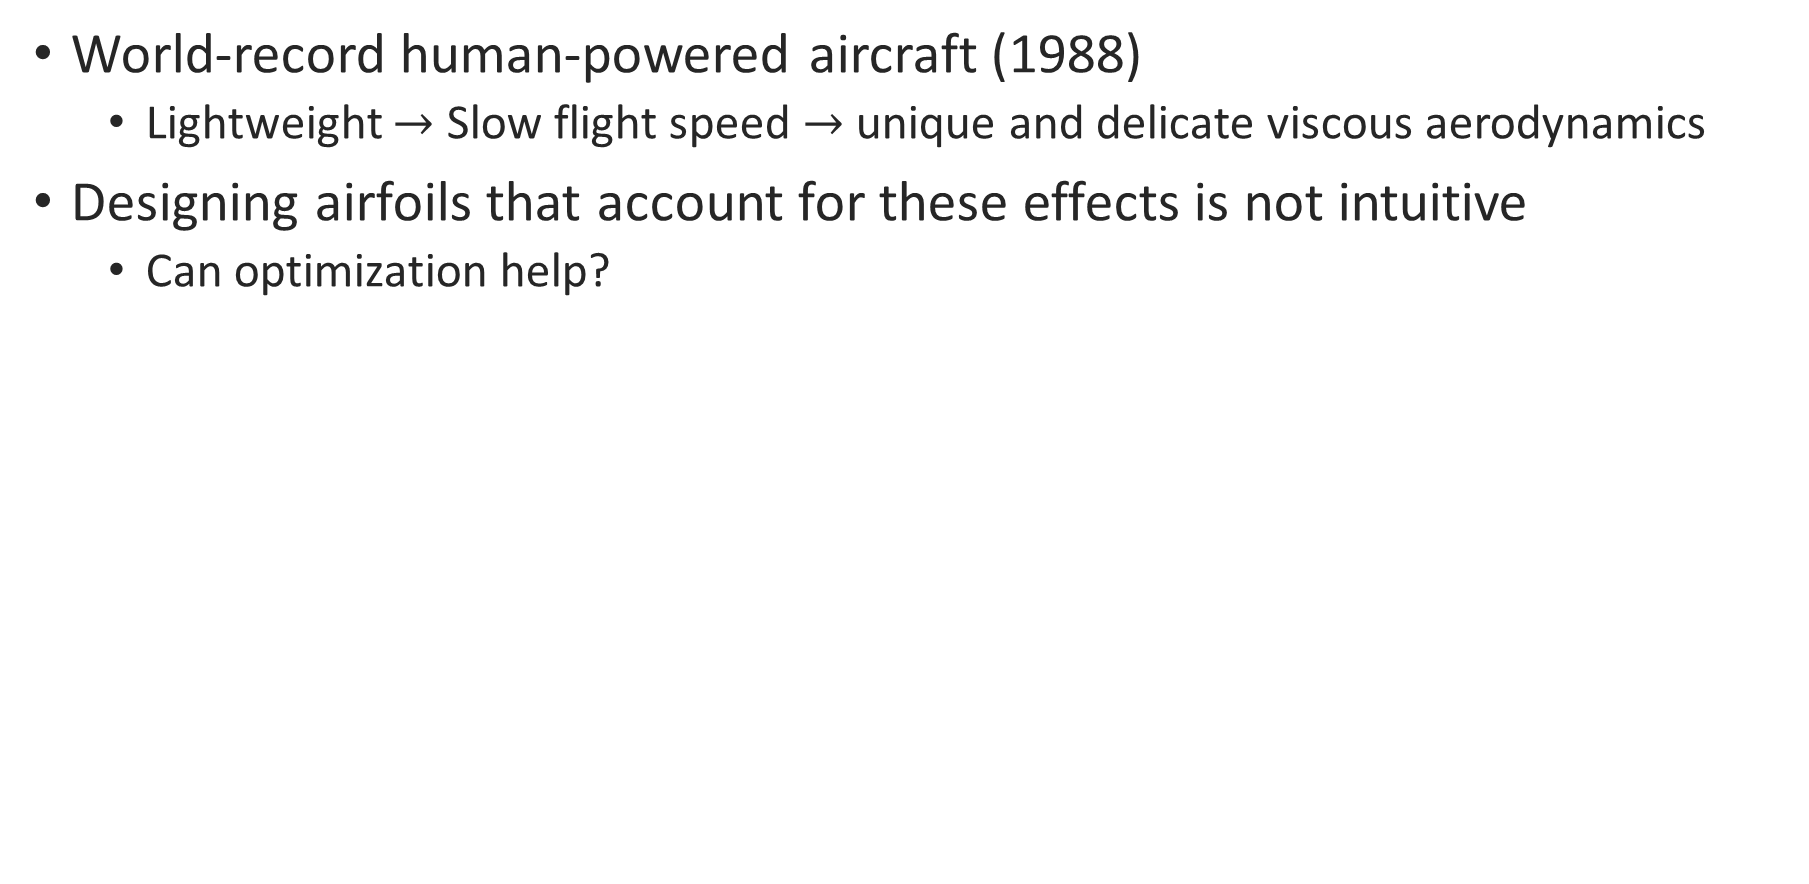 • World-record human-powered aircraft (1988)
• Lightweight → Slow flight speed → unique and delicate viscous aerodynamics
• Designing airfoils that account for these effects is not intuitive
• Can optimization help?